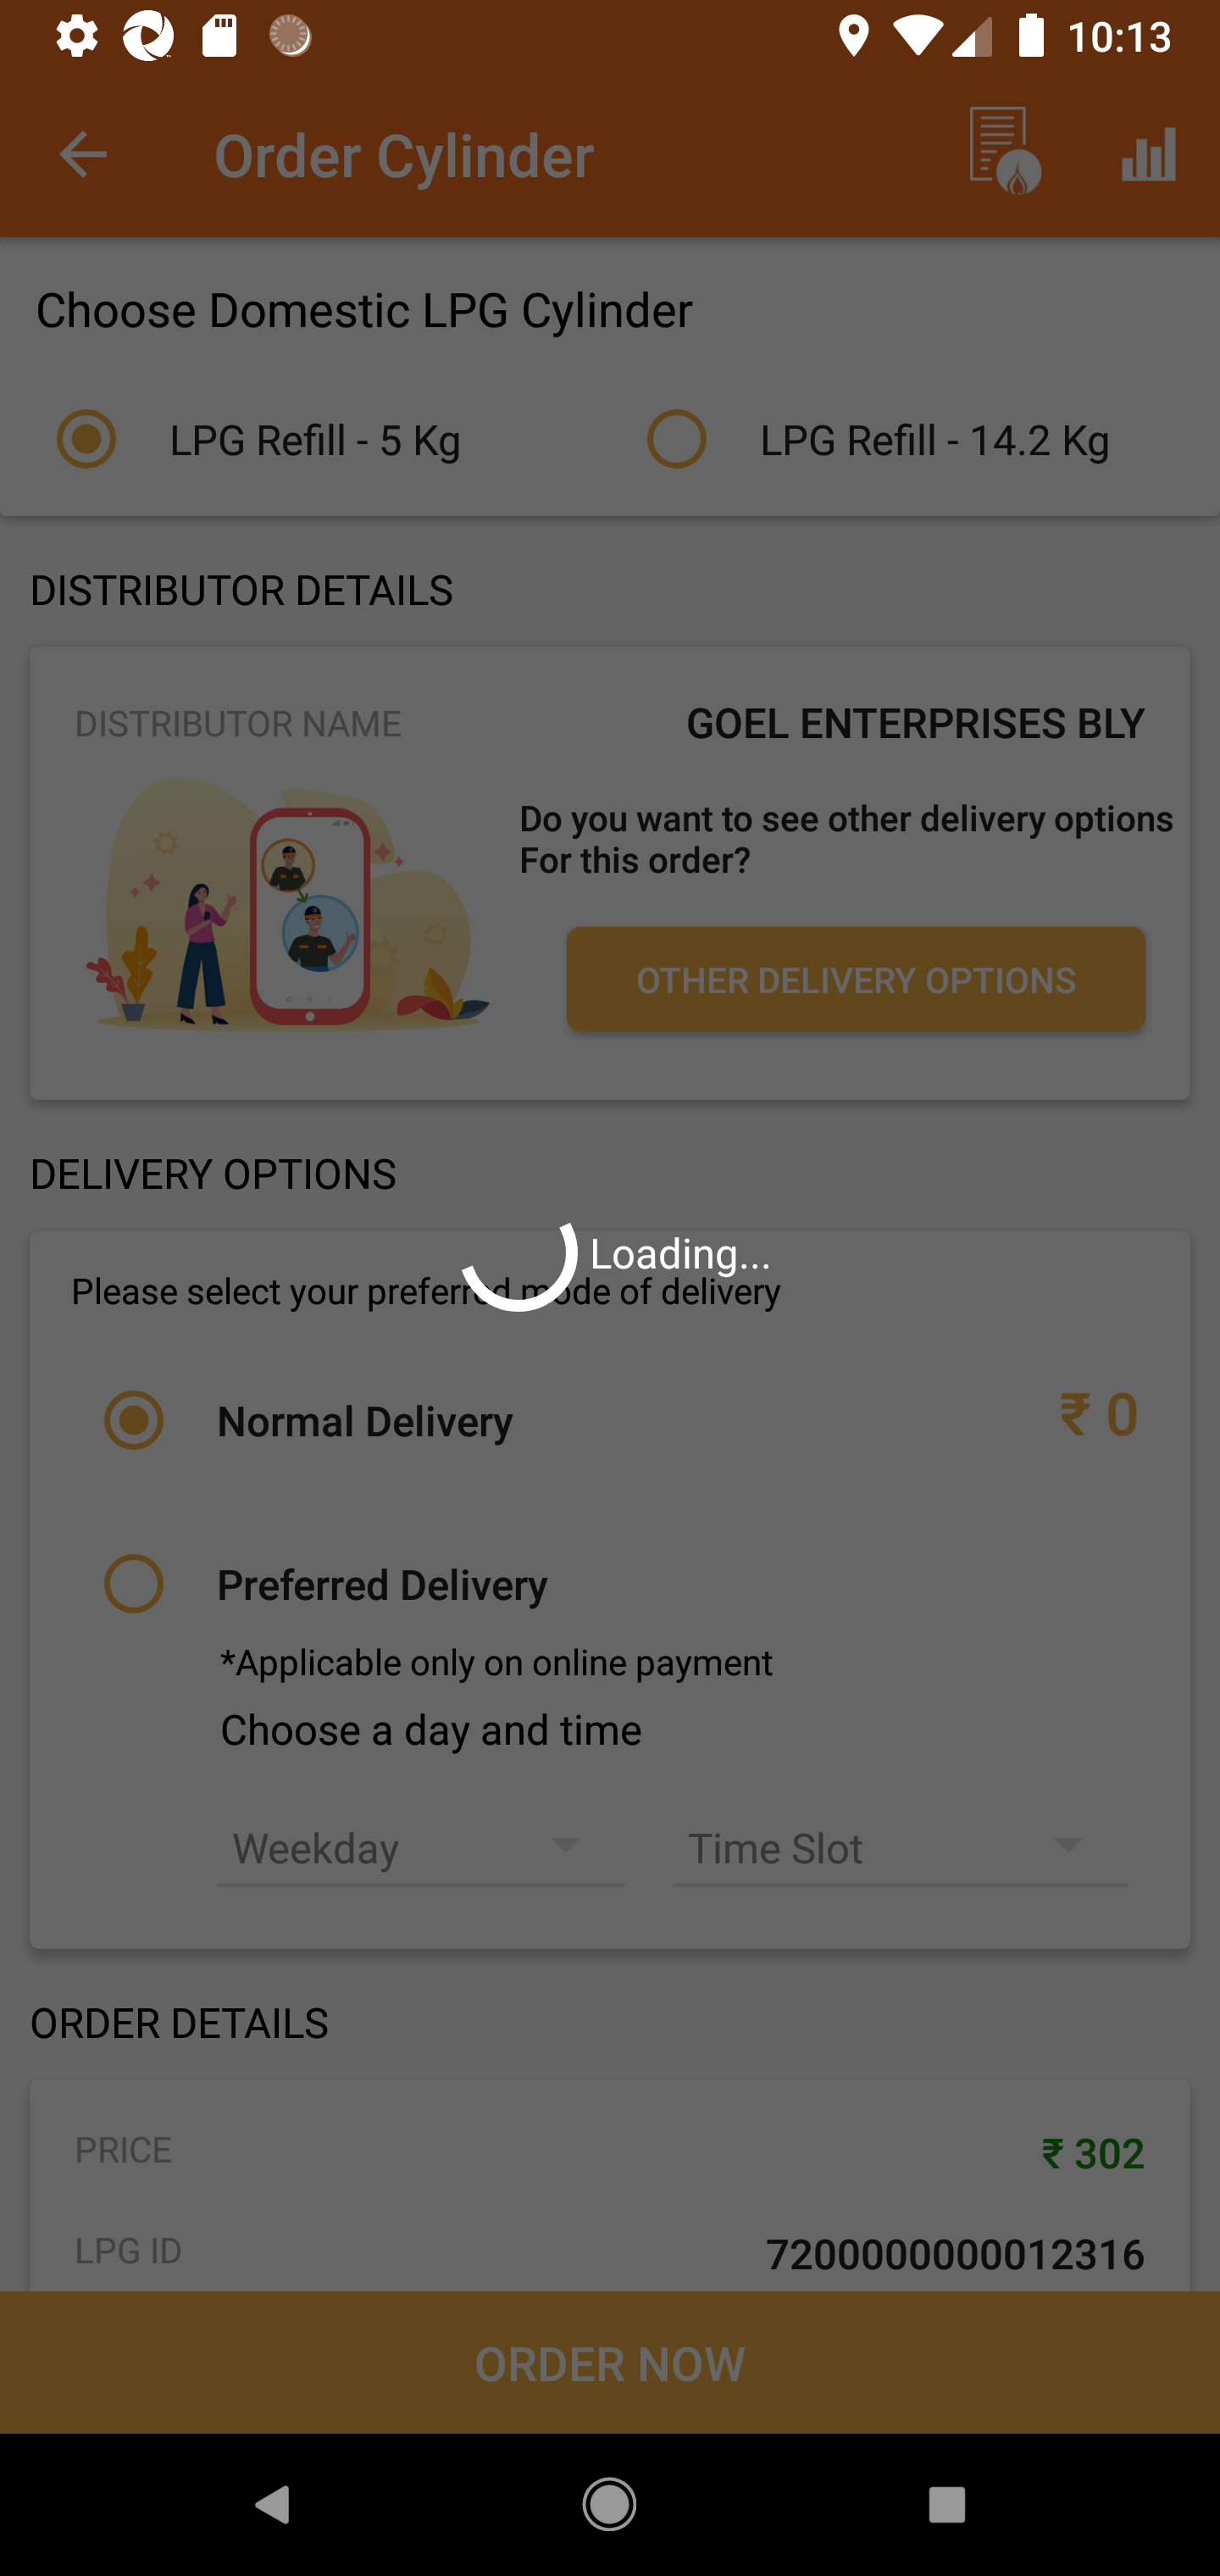 10:13
Order Cylinder
Choose Domestic LPG Cylinder
LPG Refill - 5 Kg
LPG Refill - 14.2 Kg
DISTRIBUTOR DETAILS
DISTRIBUTOR NAME
GOEL ENTERPRISES BLY
Do you want to see other delivery options
For this order?
OTHER DELIVERY OPTIONS
DELIVERY OPTIONS
Loading...
Please select your preferred mode of delivery
Normal Delivery
₹ 0
Preferred Delivery
*Applicable only on online payment
Choose a day and time
Weekday
Time Slot
ORDER DETAILS
PRICE
₹ 302
LPG ID
7200000000012316
ORDER NOW